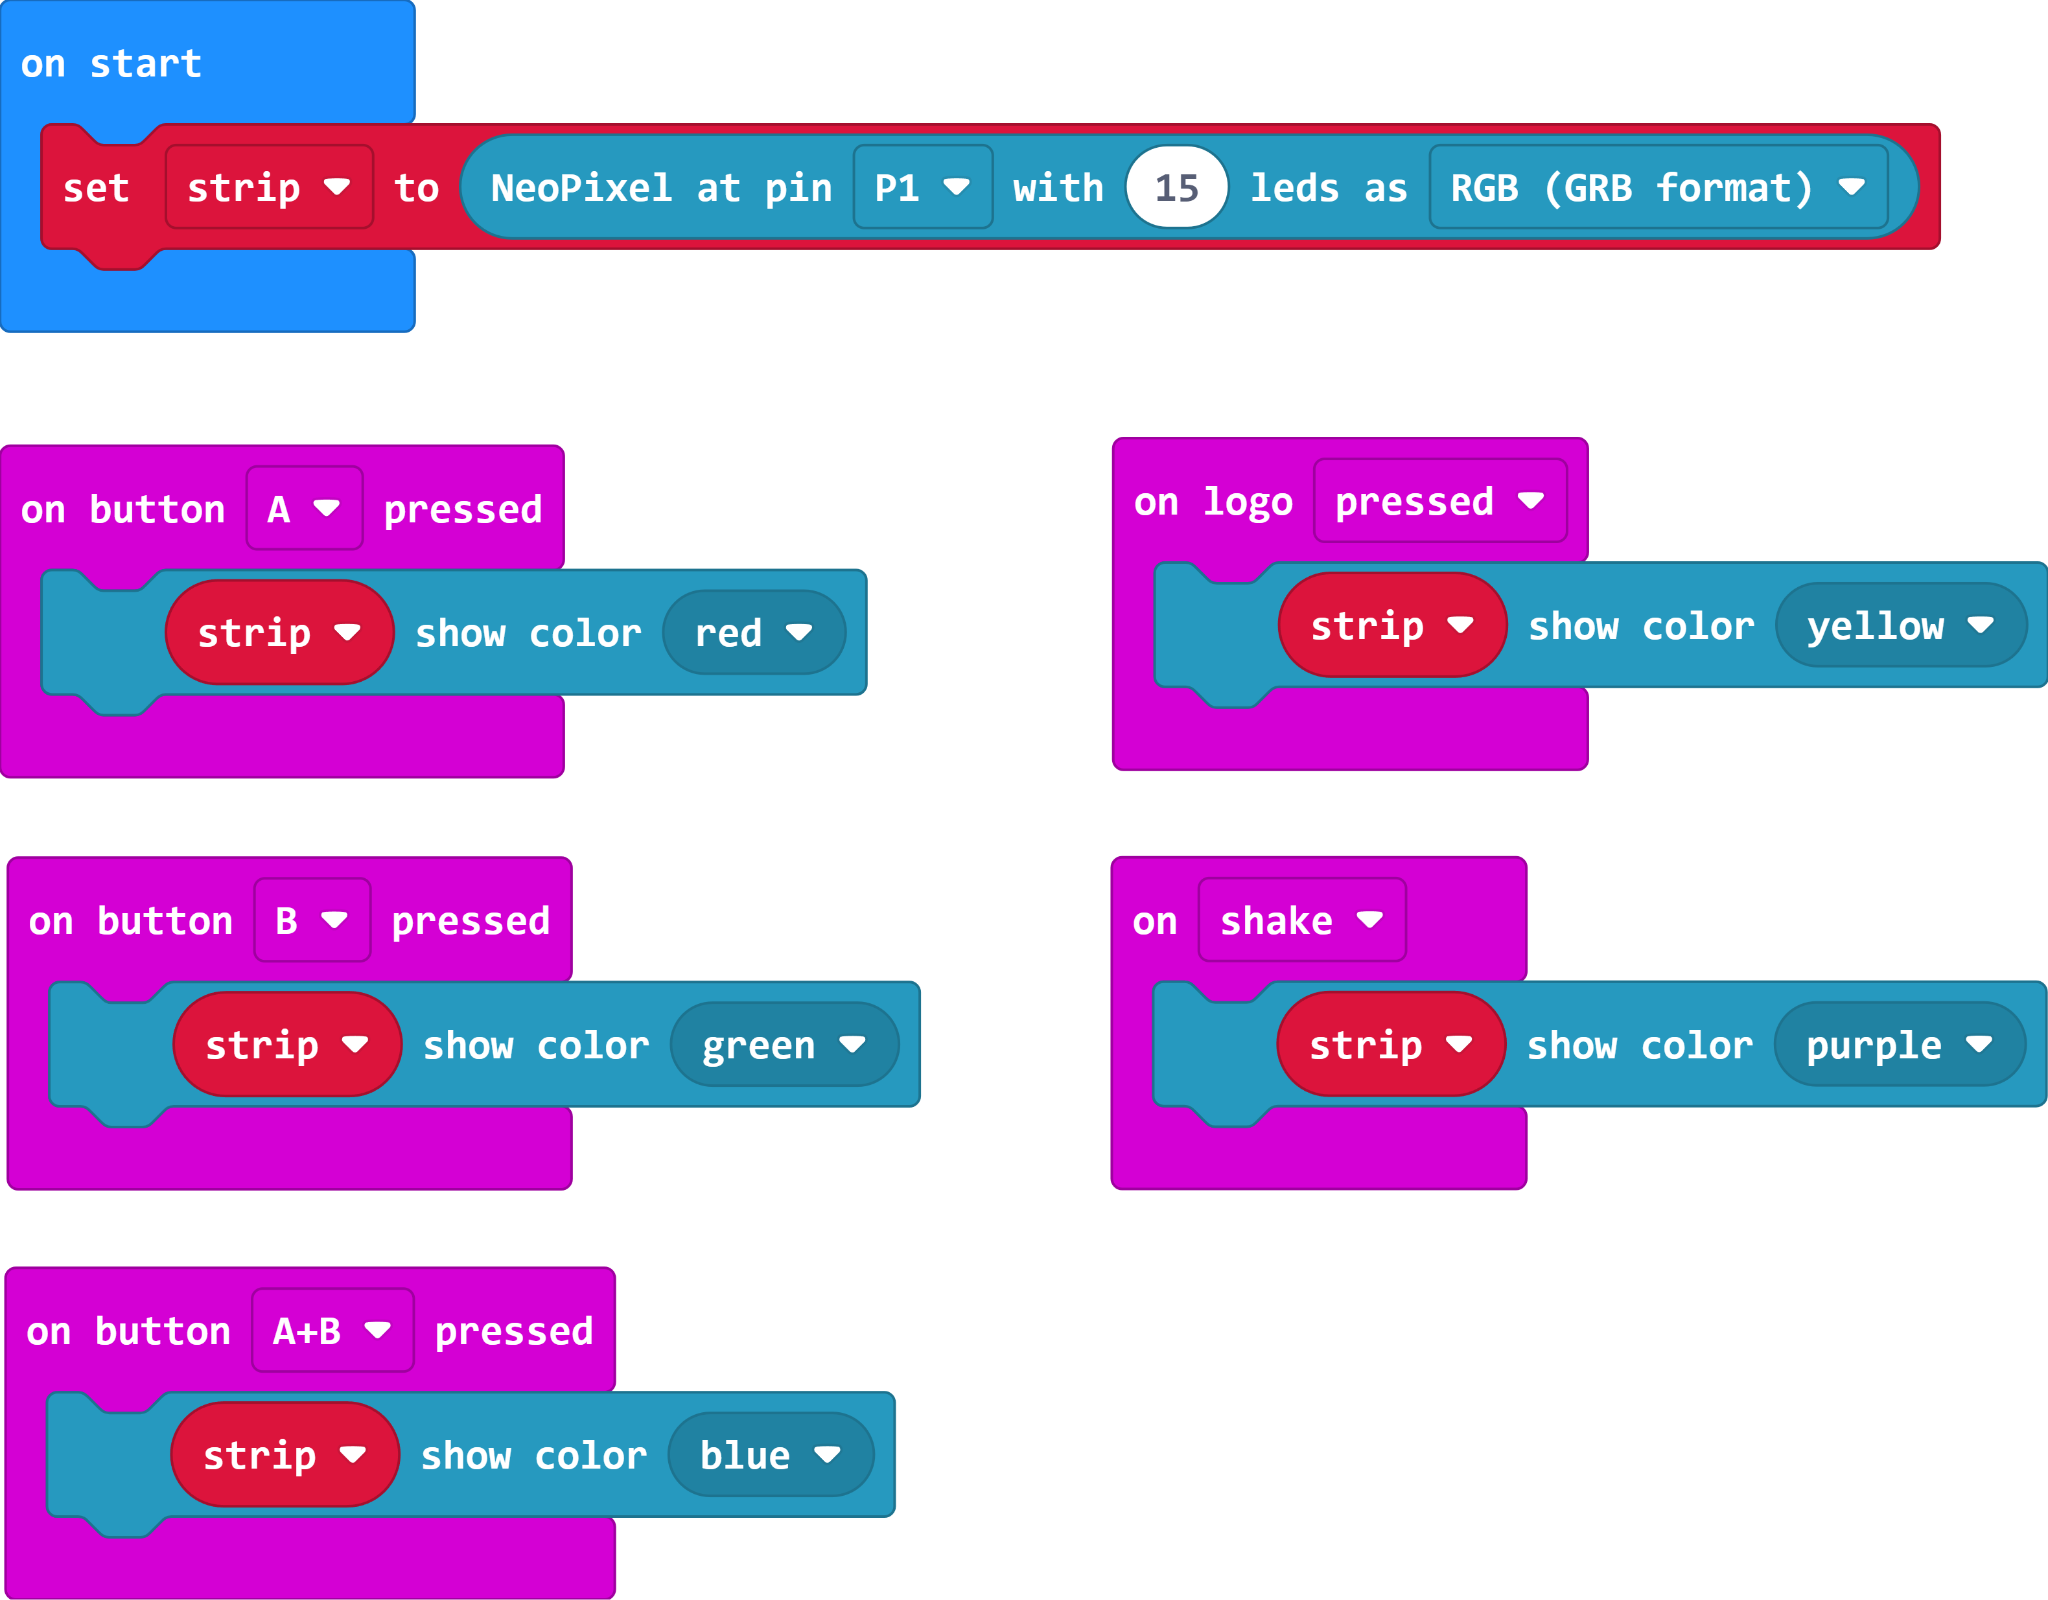 on start
set strip to NeoPixel at pin P1 with 15 leds as RGB (GRB format)
on button A pressed
strip show color red
on logo pressed
strip show color yellow
on button B pressed
strip show color green
on shake
strip show color purple
on button A+B pressed
strip show color blue